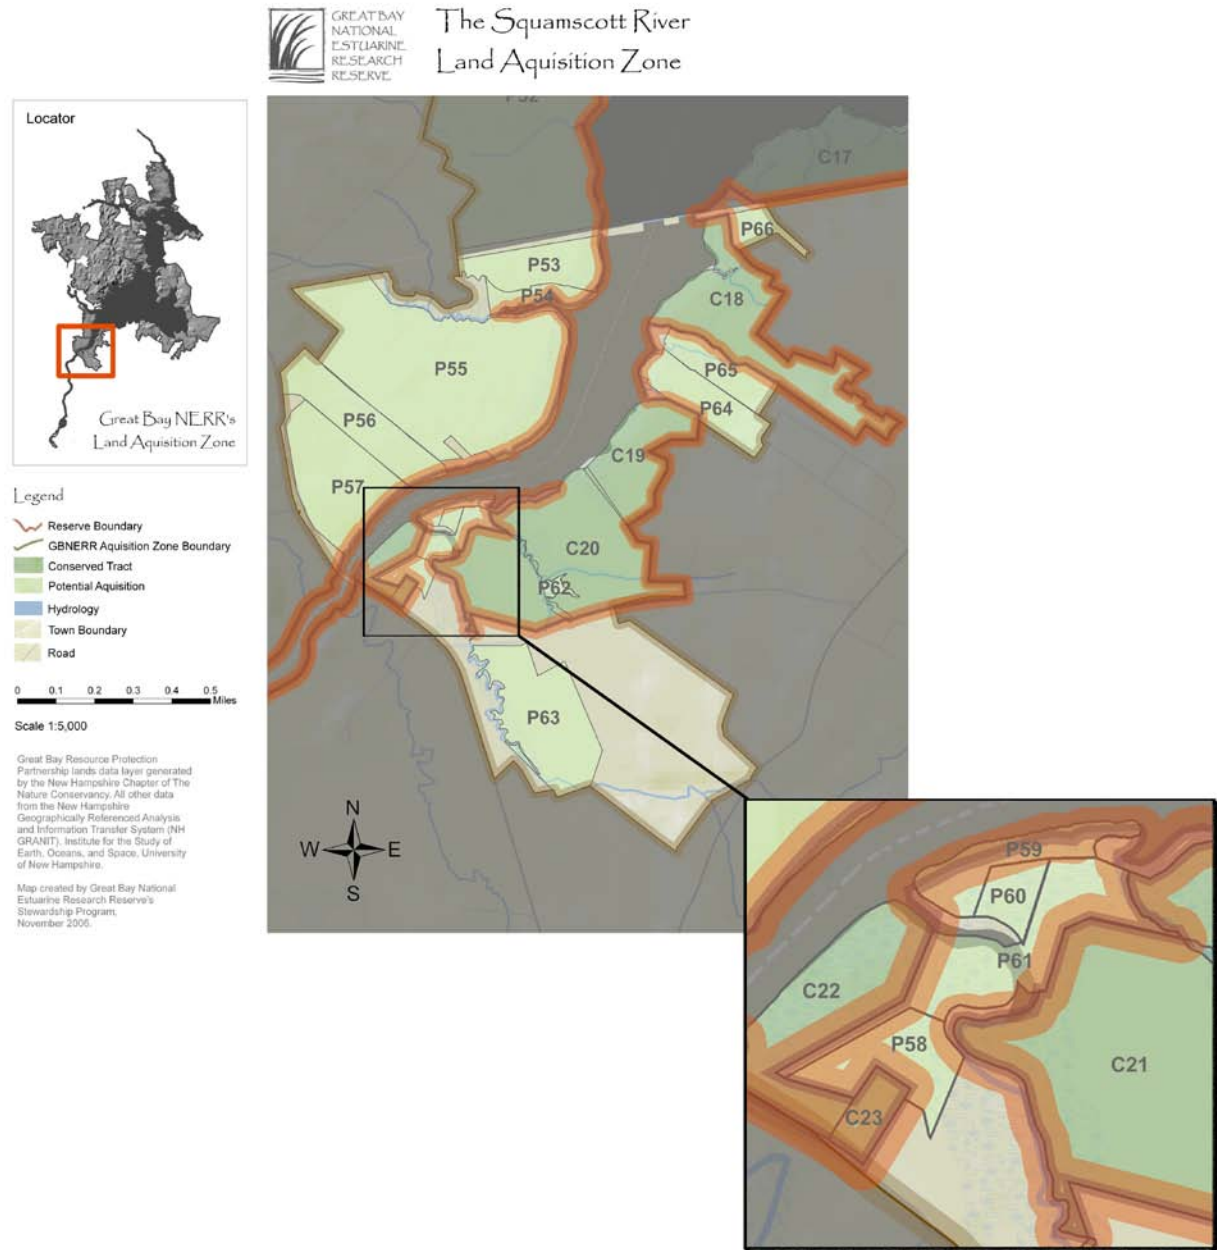 GREAT BAY
NATIONAL
ESTUARINE
RESEARCH
RESERVE
The Squamscott River
Land Aquisition Zone
Locator
Great Bay NERR's
Land Aquisition Zone
Legend
Reserve Boundary
GBNERR Aquisition Zone Boundary
Conserved Tract
Potential Aquisition
Hydrology
Town Boundary
Road
0 0.1 0.2 0.3 0.4 0.5
Miles
Scale 1:5,000
Great Bay Resource Protection
Partnership lands data layer generated
by the New Hampshire Chapter of The
Nature Conservancy. All other data
from the New Hampshire
Geographically Referenced Analysis
and Information Transfer System (NH
GRANIT). Institute for the Study of
Earth, Oceans, and Space, University
of New Hampshire.
Map created by Great Bay National
Estuarine Research Reserve's
Stewardship Program,
November 2006.
P52
C17
P66
P53
P54
C18
P55
P65
P64
P56
C19
P57
C20
P62
P63
N
W E
S
P59
P60
P61
C22
P58
C21
C23